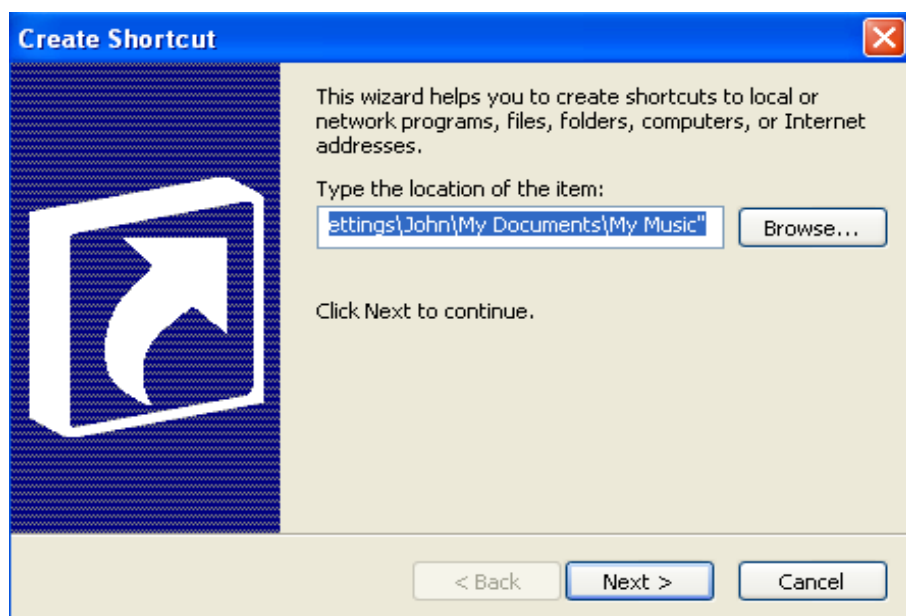 Create Shortcut
This wizard helps you to create shortcuts to local or
network programs, files, folders, computers, or Internet
addresses.
Type the location of the item:
ettings\John\My Documents\My Music"
Browse...
Click Next to continue.
< Back
Next >
Cancel